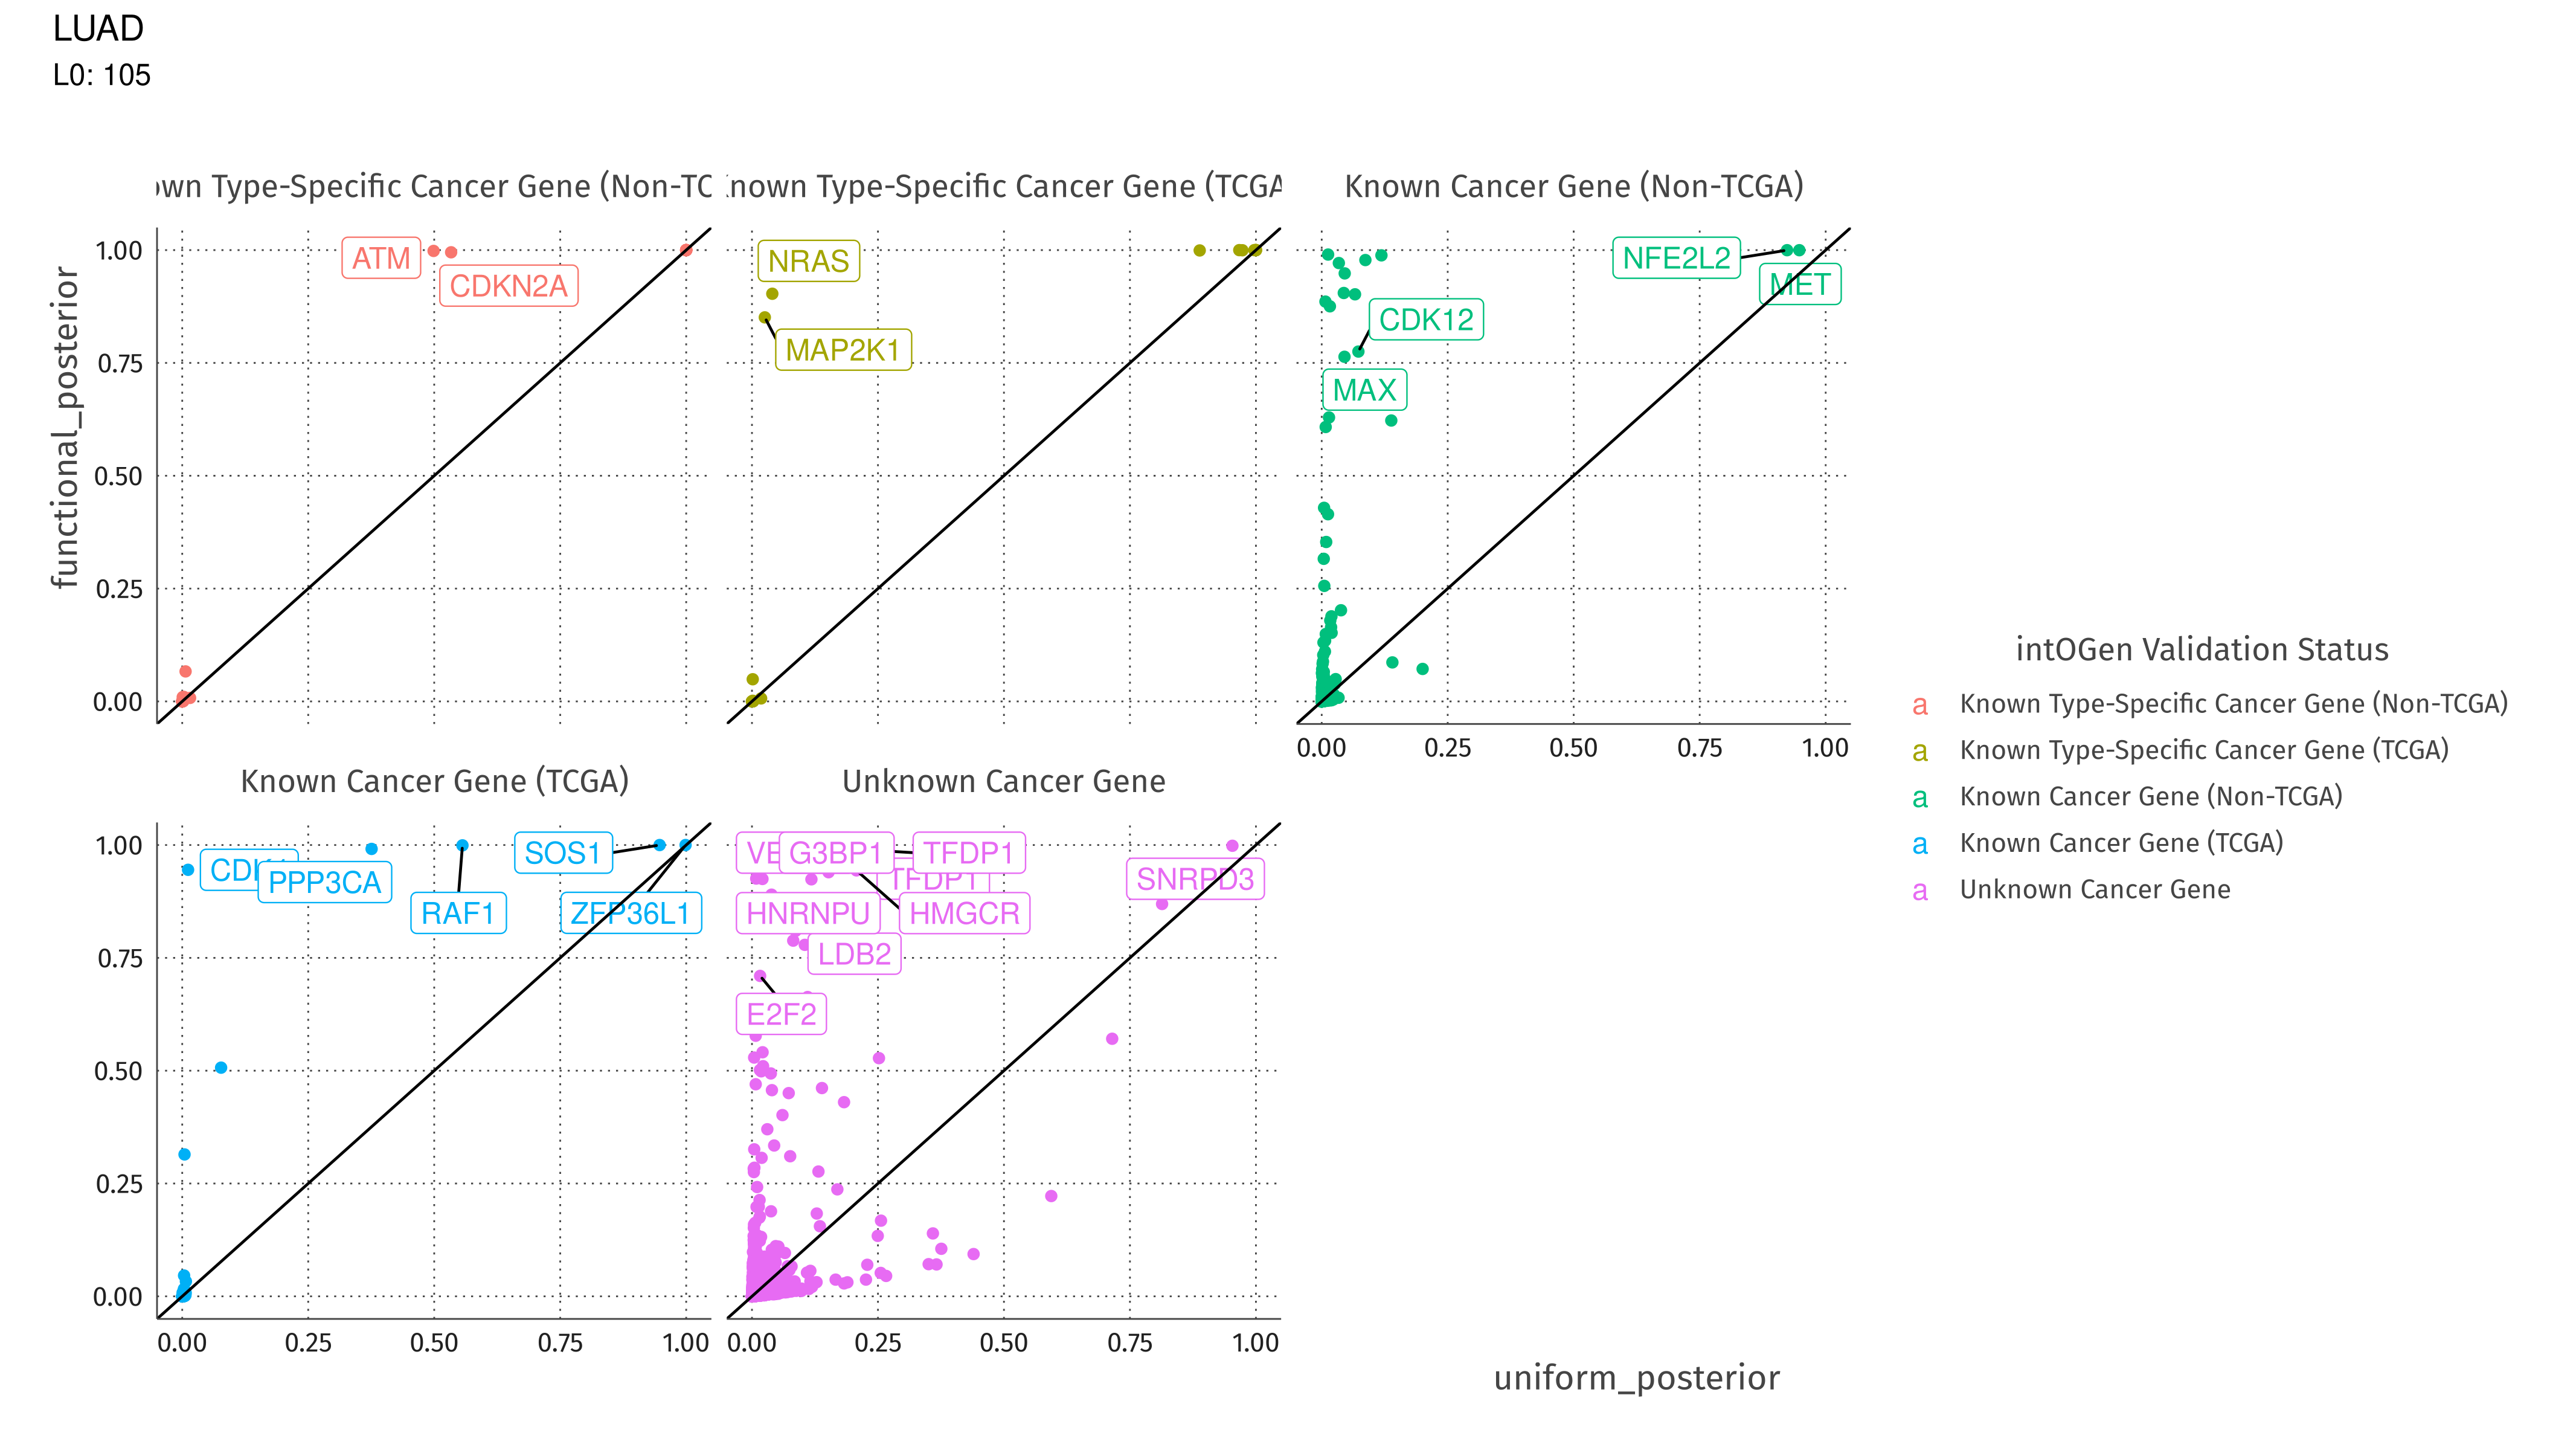 LUAD
L0: 105
own Type-Specific Cancer Gene (Non-TC
nown Type-Specific Cancer Gene (TCGA
Known Cancer Gene (Non-TCGA)
functional_posterior
1.00
0.75
0.50
0.25
0.00
ATM
CDKN2A
NRAS
MAP2K1
NFE2L2
MET
CDK12
MAX
0.00 0.25 0.50 0.75 1.00
Known Cancer Gene (TCGA)
Unknown Cancer Gene
1.00
0.75
0.50
0.25
0.00
PPP3CA
RAF1
SOS1
ZFP36L1
G3BP1
TFDP1
TFDP1
HNRNPU
HMGCR
LDB2
E2F2
SNRPD3
0.00 0.25 0.50 0.75 1.00
0.00 0.25 0.50 0.75 1.00
uniform_posterior
intOGen Validation Status
a Known Type-Specific Cancer Gene (Non-TCGA)
a Known Type-Specific Cancer Gene (TCGA)
a Known Cancer Gene (Non-TCGA)
a Known Cancer Gene (TCGA)
a Unknown Cancer Gene